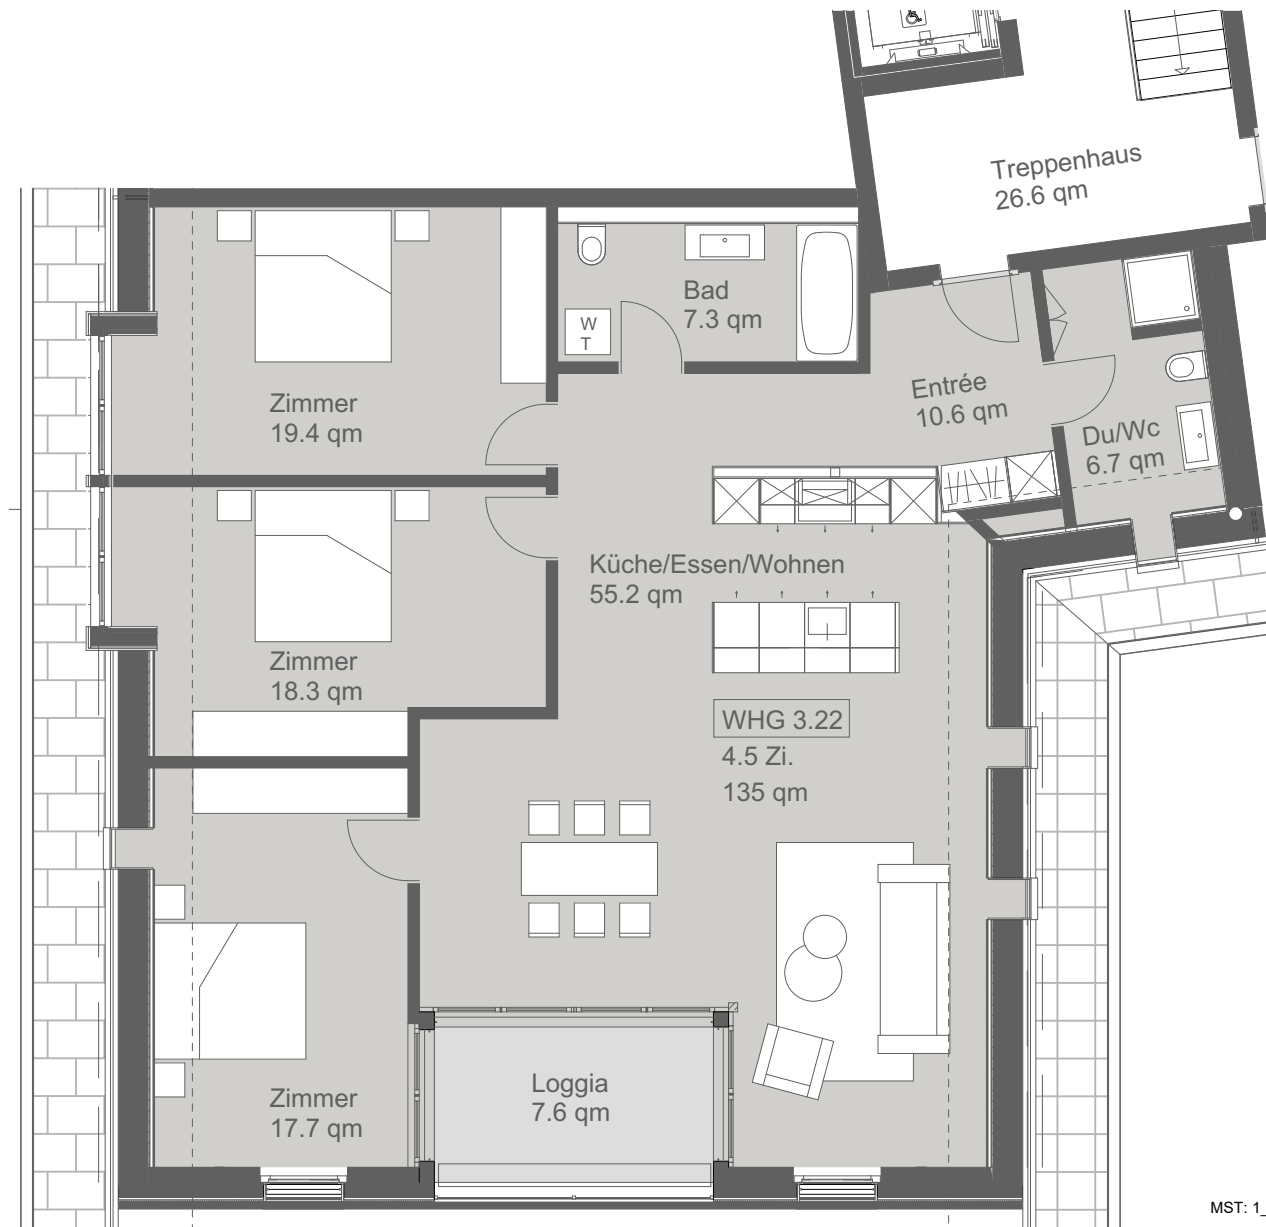 Treppenhaus
26.6 qm
Bad
7.3 qm
W
T
Entrée
10.6 qm
Du/Wc
6.7 qm
Zimmer
19.4 qm
Küche/Essen/Wohnen
55.2 qm
Zimmer
18.3 qm
WHG 3.22
4.5 Zi.
135 qm
Loggia
7.6 qm
Zimmer
17.7 qm
MST: 1_